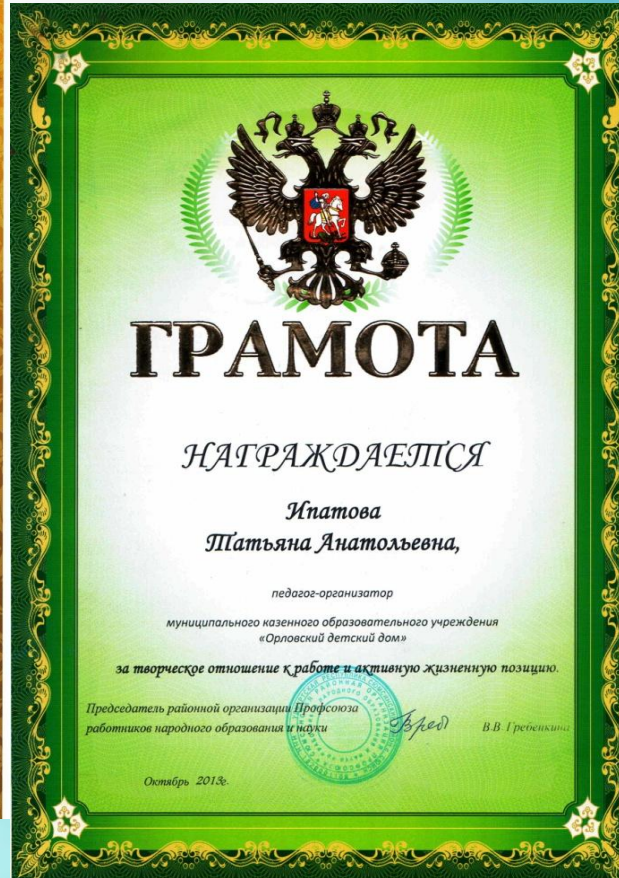 ГРАМОТА
НАГРАЖДАЕТСЯ
Ипатова
Татьяна Анатольевна,
педагог-организатор
муниципального казенного образовательного учреждения
«Орловский детский дом»
за творческое отношение к работе и активную жизненную позицию.
Председатель районной организации Профсоюза
работников народного образования и науки
В.В. Гребенкина
Октябрь 2013г.